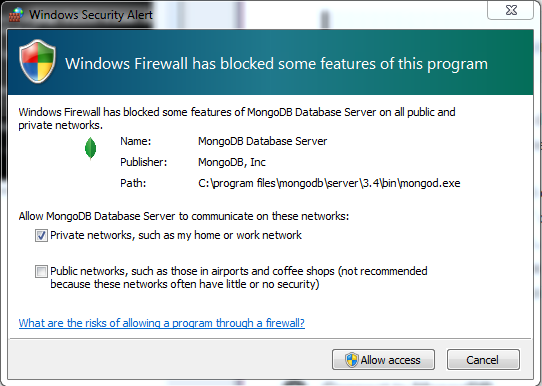 Windows Security Alert
Windows Firewall has blocked some features of this program
Windows Firewall has blocked some features of MongoDB Database Server on all public and
private networks.
Name: MongoDB Database Server
Publisher: MongoDB, Inc
Path: C:\program files\mongodb\server\3.4\bin\mongod.exe
Allow MongoDB Database Server to communicate on these networks:
Private networks, such as my home or work network
Public networks, such as those in airports and coffee shops (not recommended
because these networks often have little or no security)
What are the risks of allowing a program through a firewall?
Allow access Cancel